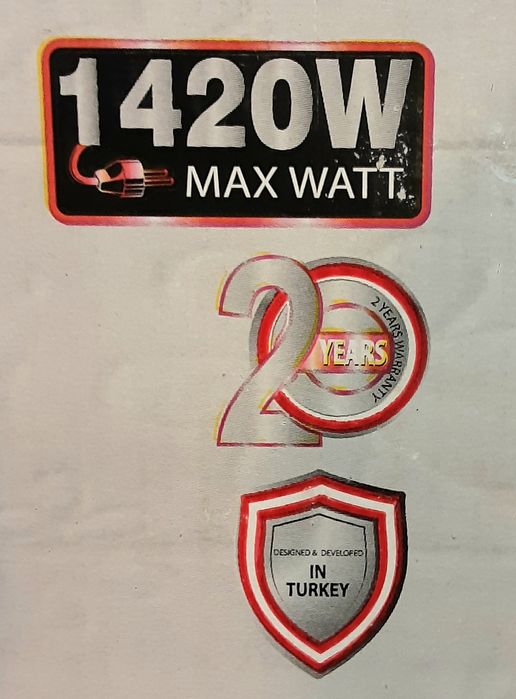 1420W
MAX WATT
2
YEARS
2 YEARS WARRANTY
DESIGNED & DEVELOPED
IN
TURKEY